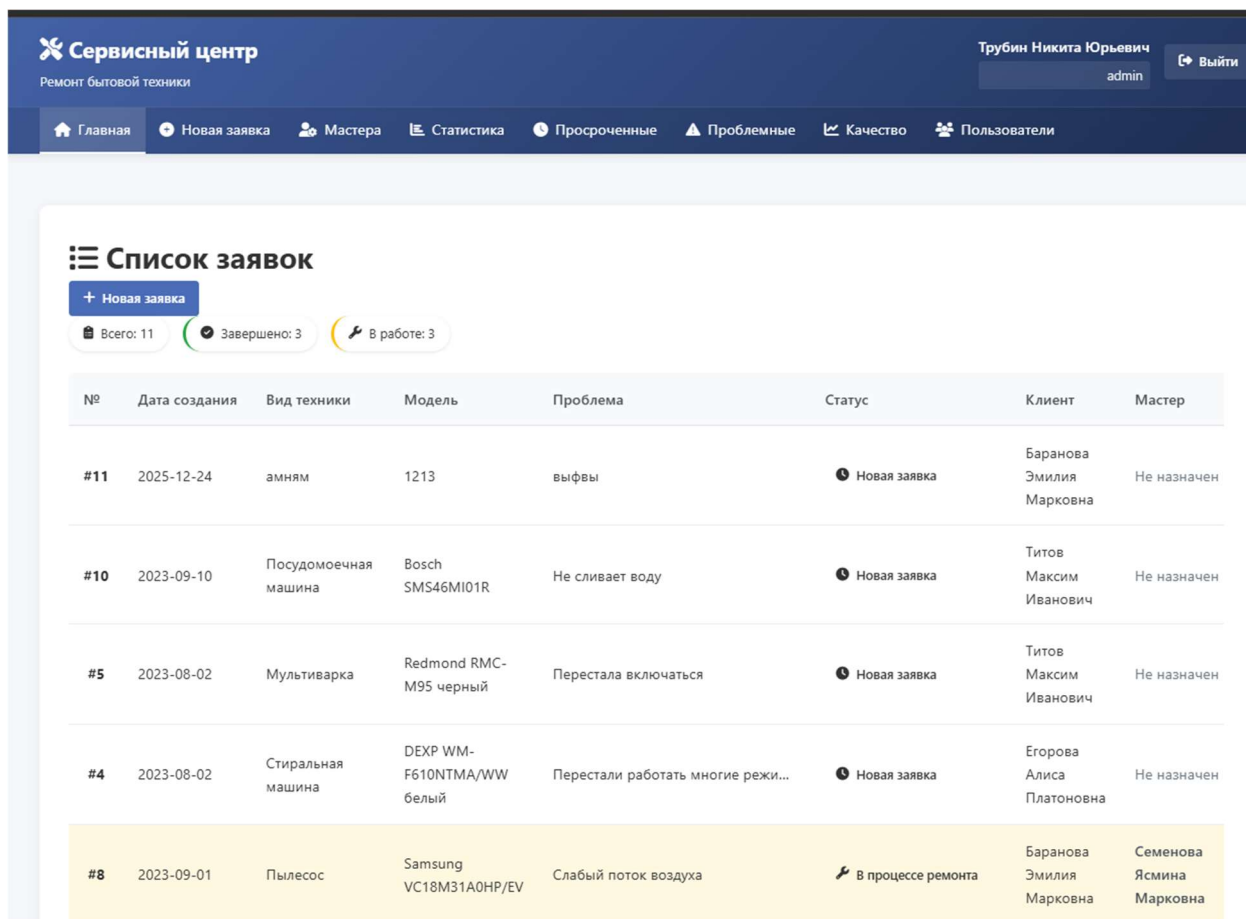 Сервисный центр
Ремонт бытовой техники
Трубин Никита Юрьевич
admin
Выйти
Главная Новая заявка Мастера Статистика Просроченные Проблемные Качество Пользователи
Список заявок
+ Новая заявка
Всего: 11 Завершено: 3 В работе: 3
№ Дата создания Вид техники Модель Проблема Статус Клиент Мастер
#11 2025-12-24 амням 1213 выфвы Новая заявка Баранова Эмилия Марковна Не назначен
#10 2023-09-10 Посудомоечная машина Bosch SMS46MI01R Не сливает воду Новая заявка Титов Максим Иванович Не назначен
#5 2023-08-02 Мультиварка Redmond RMC-M95 черный Перестала включаться Новая заявка Титов Максим Иванович Не назначен
#4 2023-08-02 Стиральная машина DEXP WM-F610NTMA/WW белый Перестали работать многие режи... Новая заявка Егорова Алиса Платоновна Не назначен
#8 2023-09-01 Пылесос Samsung VC18M31A0HP/EV Слабый поток воздуха В процессе ремонта Баранова Эмилия Марковна Семенова Ясмина Марковна